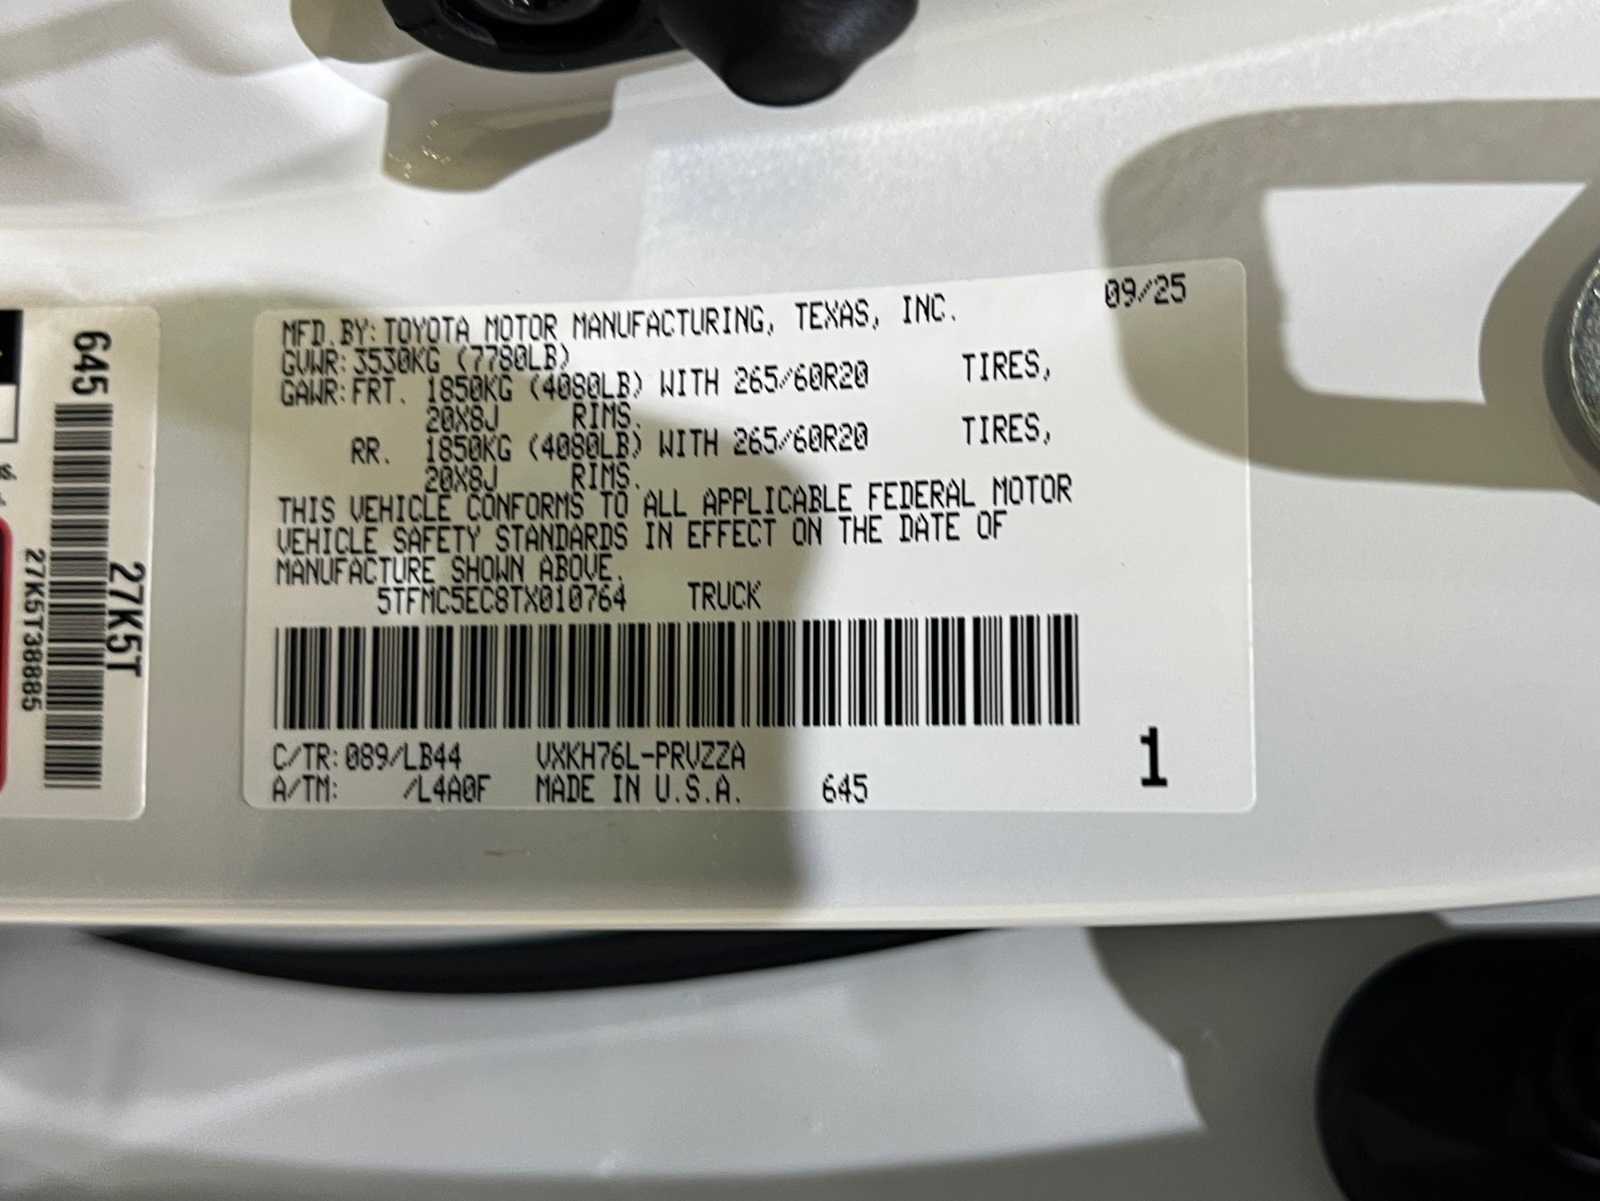 645
27K5T
27K5T38885
09/25
MFD.BY:TOYOTA MOTOR MANUFACTURING, TEXAS, INC.
GVWR:3530KG (7780LB)
GAWR:FRT. 1850KG (4080LB) WITH 265/60R20 TIRES,
20X8J RIMS.
RR. 1850KG (4080LB) WITH 265/60R20 TIRES,
20X8J RIMS.
THIS VEHICLE CONFORMS TO ALL APPLICABLE FEDERAL MOTOR
VEHICLE SAFETY STANDARDS IN EFFECT ON THE DATE OF
MANUFACTURE SHOWN ABOVE.
5TFMC5EC8TX010764 TRUCK
C/TR:089/LB44 VXKH76L-PRVZZA
A/TM: /L4A0F MADE IN U.S.A. 645
1